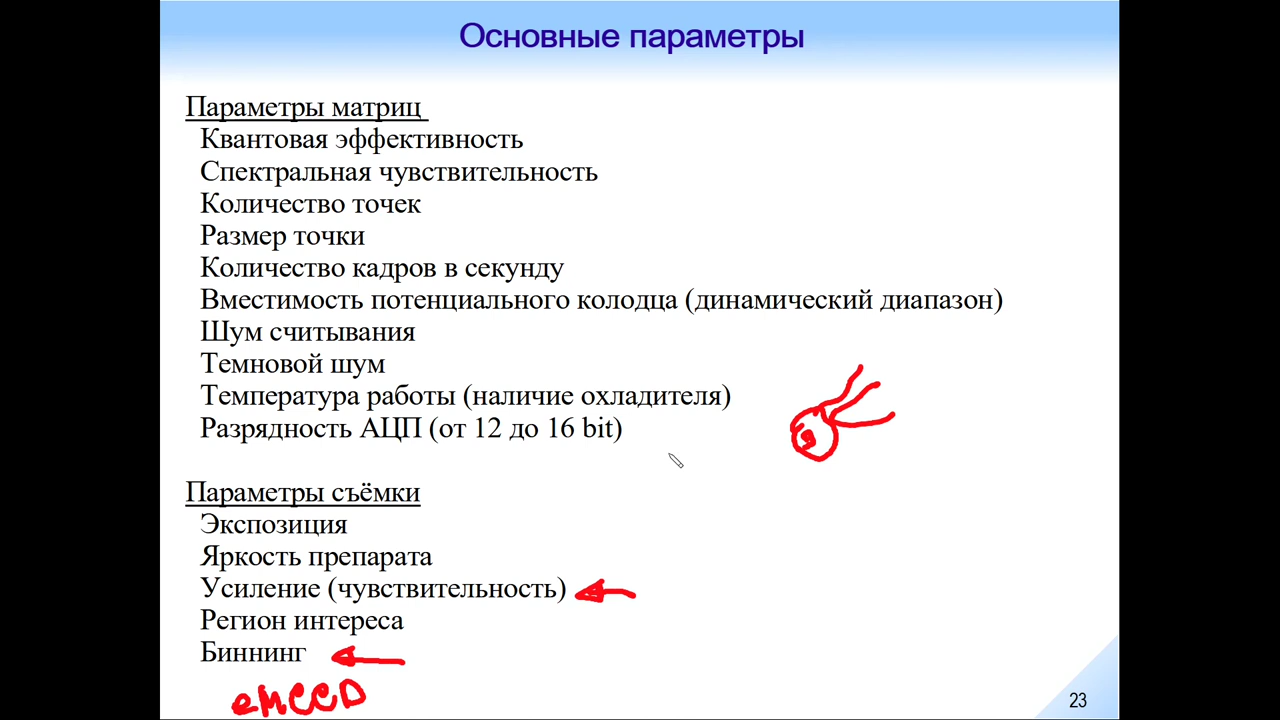 Основные параметры
Параметры матриц
Квантовая эффективность
Спектральная чувствительность
Количество точек
Размер точки
Количество кадров в секунду
Вместимость потенциального колодца (динамический диапазон)
Шум считывания
Темновой шум
Температура работы (наличие охладителя)
Разрядность АЦП (от 12 до 16 bit)
Параметры съёмки
Экспозиция
Яркость препарата
Усиление (чувствительность)
Регион интереса
Биннинг
emCCD
23